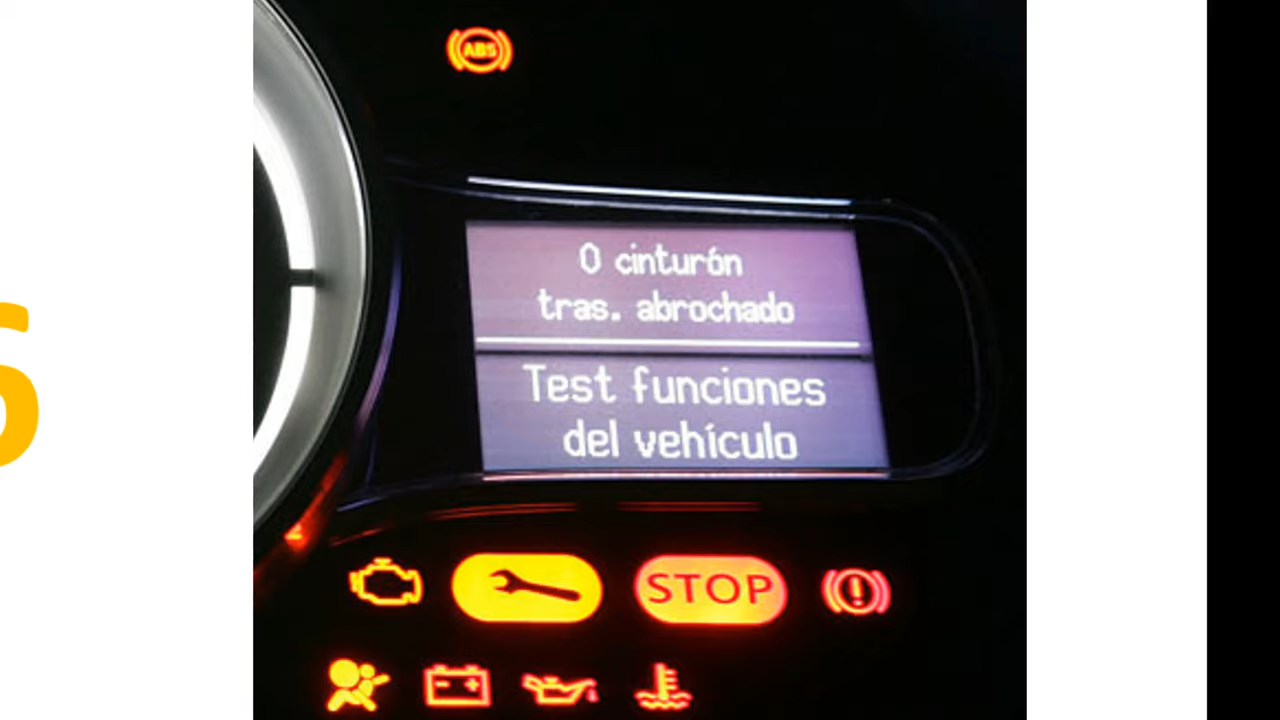 ABS
0 cinturón
tras. abrochado
Test funciones
del vehículo
STOP